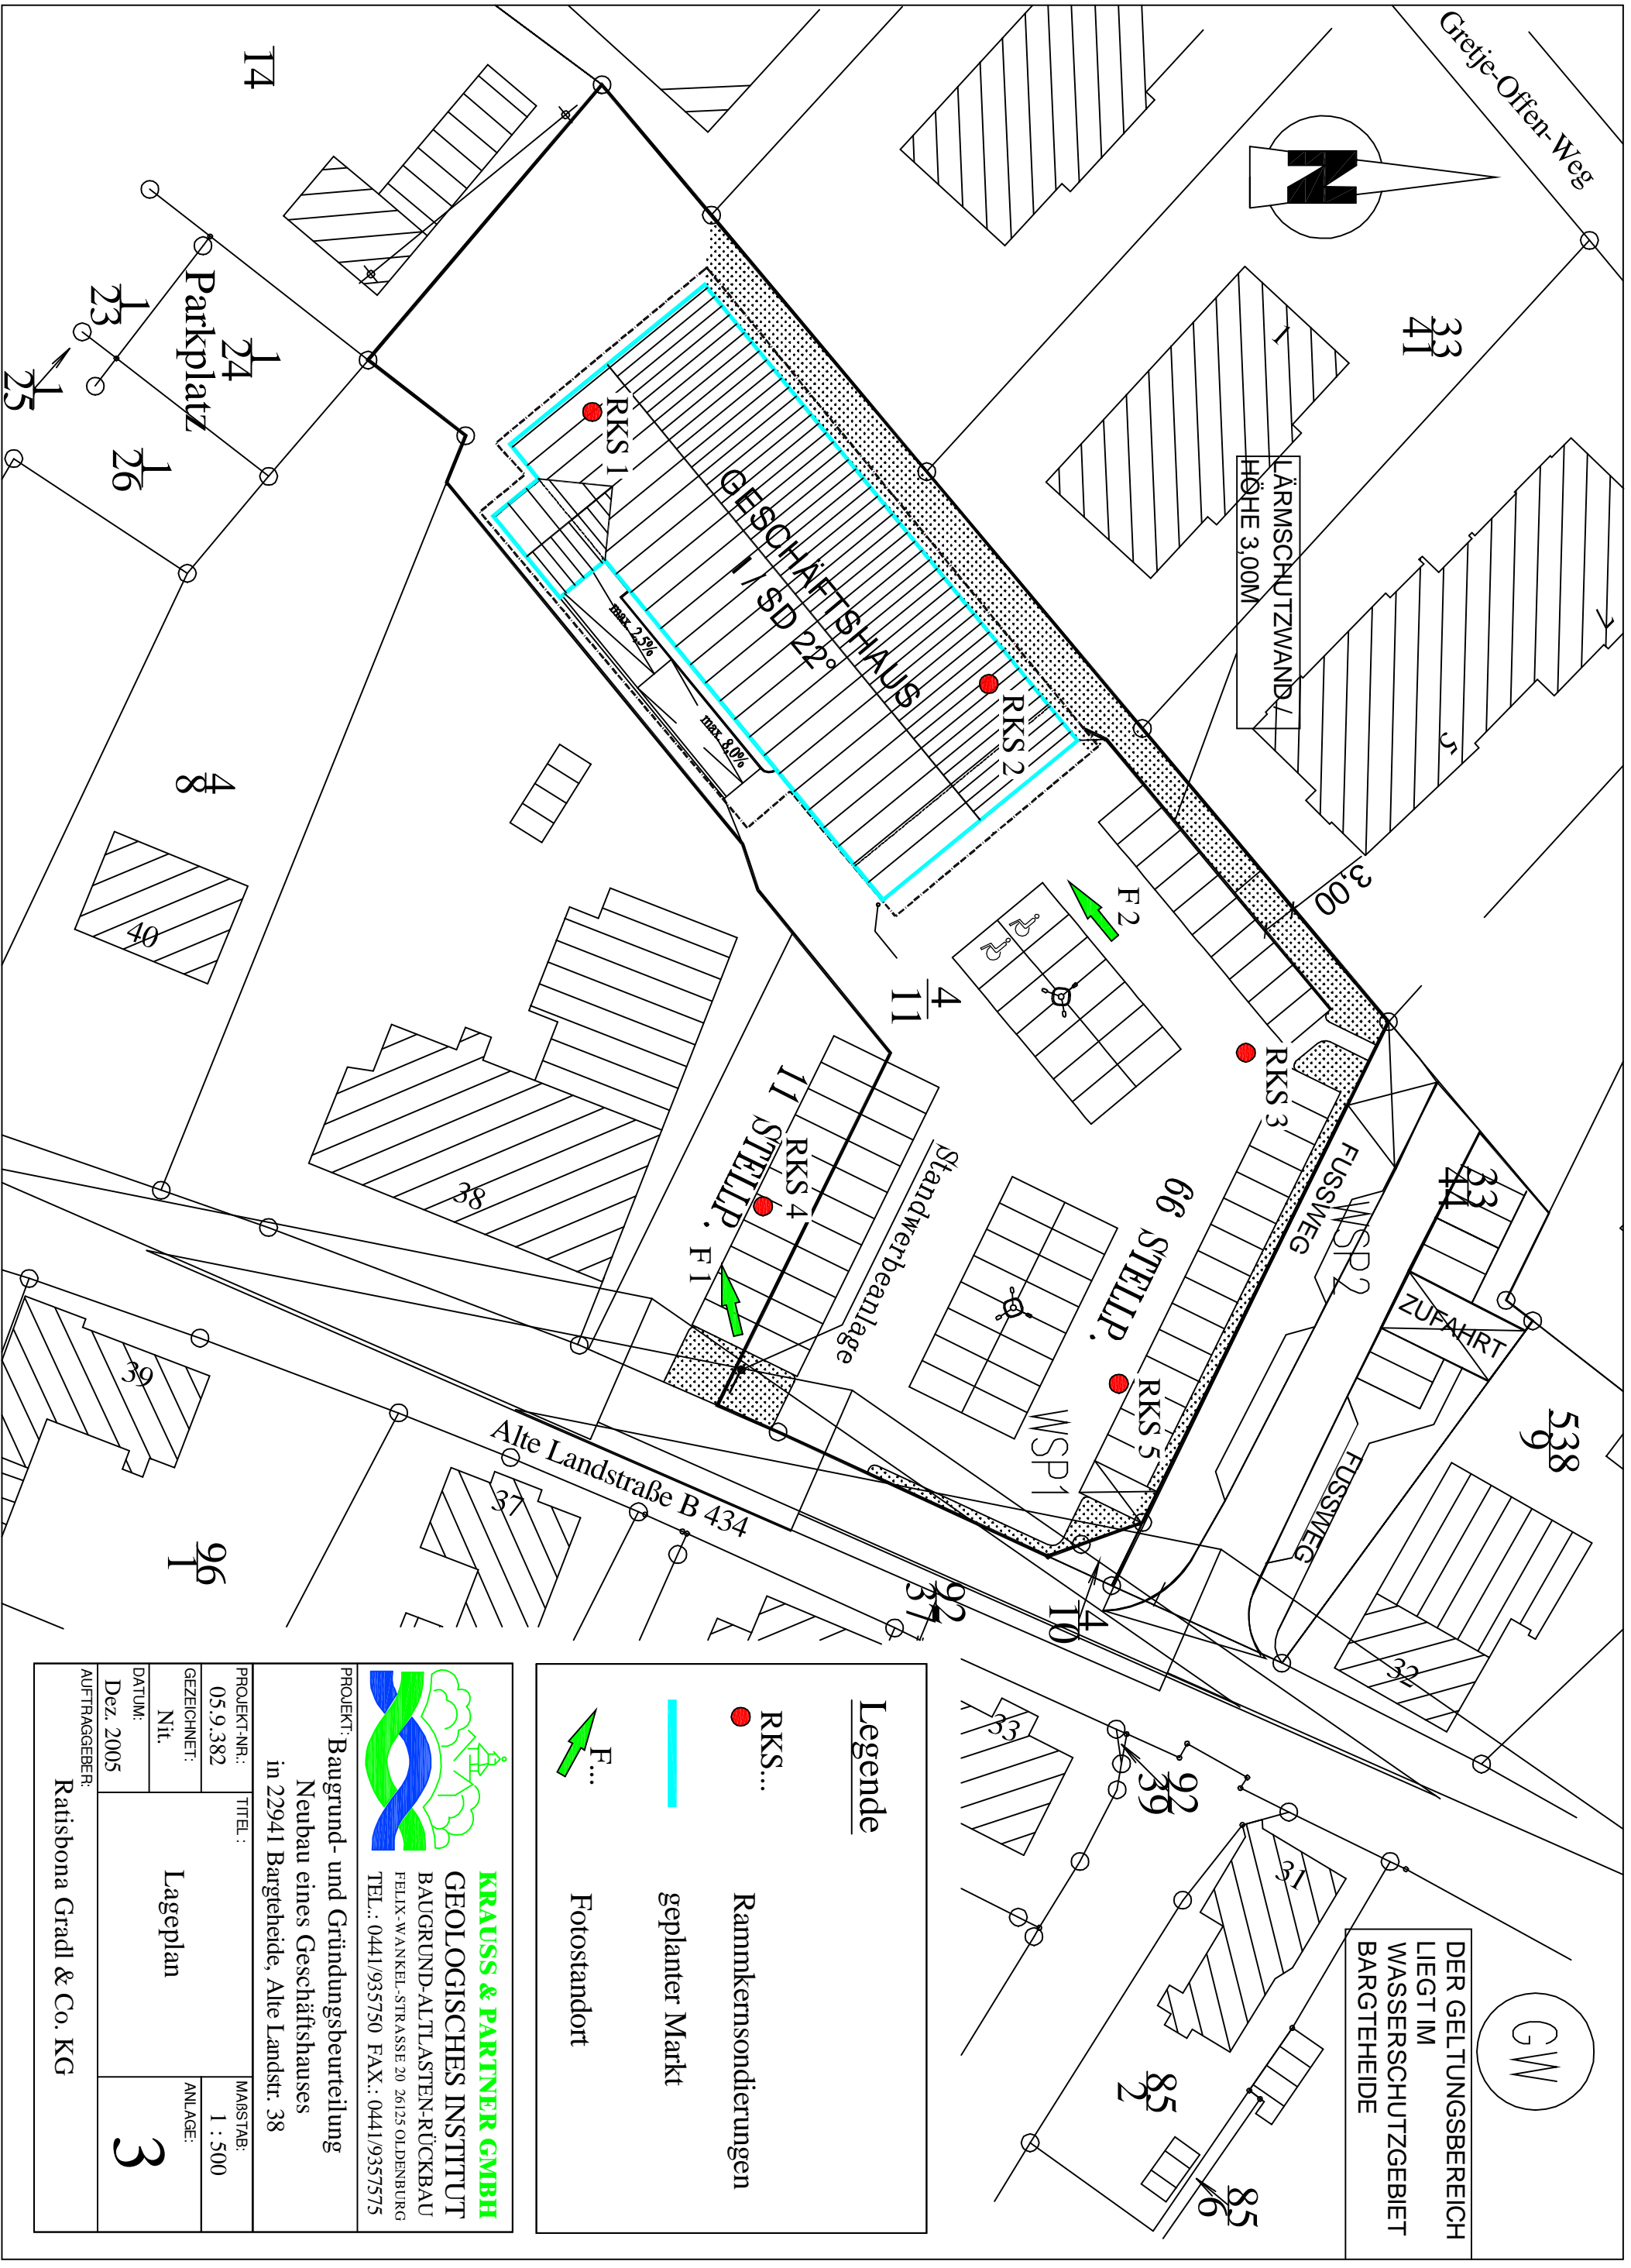 Gretje-Offen-Weg
N
14
33
41
1
5
7
LÄRMSCHUTZWAND /
HÖHE 3,00M
3,00
Parkplatz
1
24
1
23
1
25
1
26
RKS 1
GESCHÄFTSHAUS
I / SD 22°
RKS 2
max. 2,5%
max. 8,0%
4
8
40
F 2
4
11
RKS 3
11 STELLP.
RKS 4
F 1
Standwerbeanlage
66 STELLP.
RKS 5
WSP1
FUSSWEG
WSP2
33
44
ZUFAHRT
FUSSWEG
538
9
38
39
37
Alte Landstraße B 434
96
1
92
37
4
10
32
33
92
39
31
85
2
85
6
GW
DER GELTUNGSBEREICH
LIEGT IM
WASSERSCHUTZGEBIET
BARGTEHEIDE
Legende
RKS... Rammkernsondierungen
geplanter Markt
F... Fotostandort
KRAUSS & PARTNER GMBH
GEOLOGISCHES INSTITUT
BAUGRUND-ALTLASTEN-RÜCKBAU
FELIX-WANKEL-STRASSE 20 26125 OLDENBURG
TEL.: 0441/935750 FAX.: 0441/9357575
PROJEKT:
Baugrund- und Gründungsbeurteilung
Neubau eines Geschäftshauses
in 22941 Bargteheide, Alte Landstr. 38
PROJEKT-NR.:
05.9.382
GEZEICHNET:
Nit.
DATUM:
Dez. 2005
TITEL :
Lageplan
MAßSTAB:
1 : 500
ANLAGE:
3
AUFTRAGGEBER:
Ratisbona Gradl & Co. KG